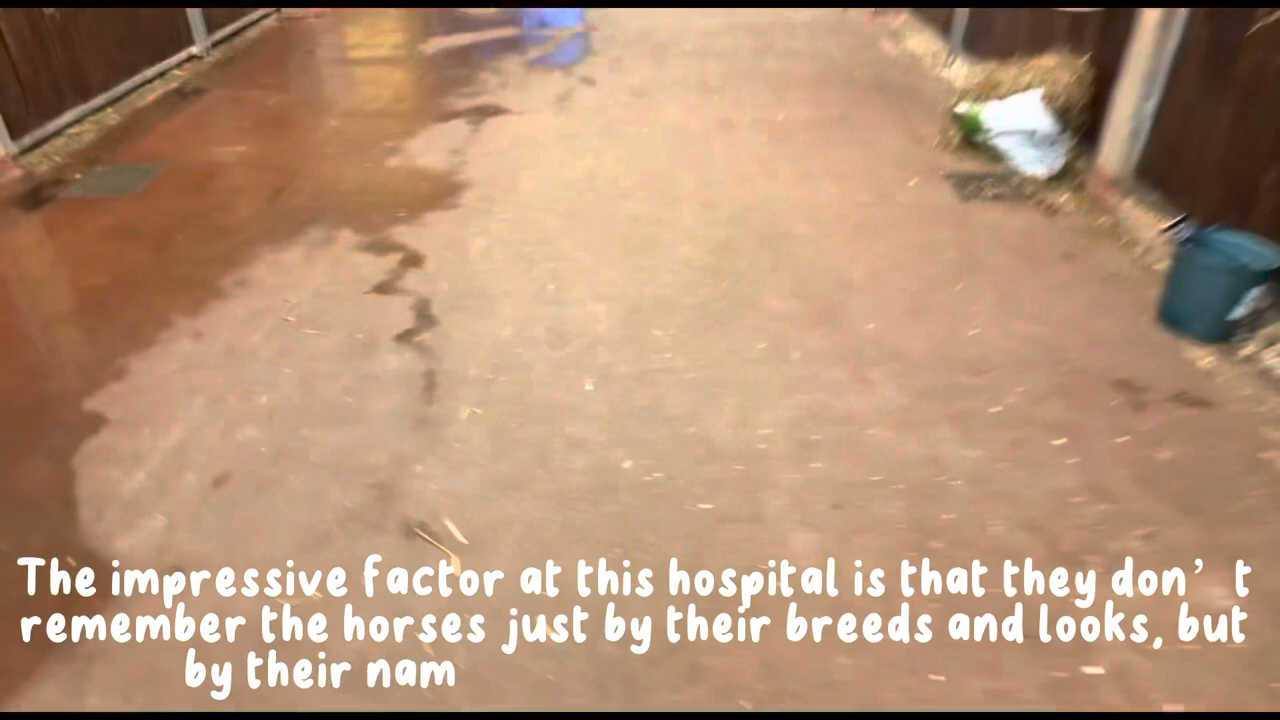 The impressive factor at this hospital is that they don’t
remember the horses just by their breeds and looks, but
by their nam